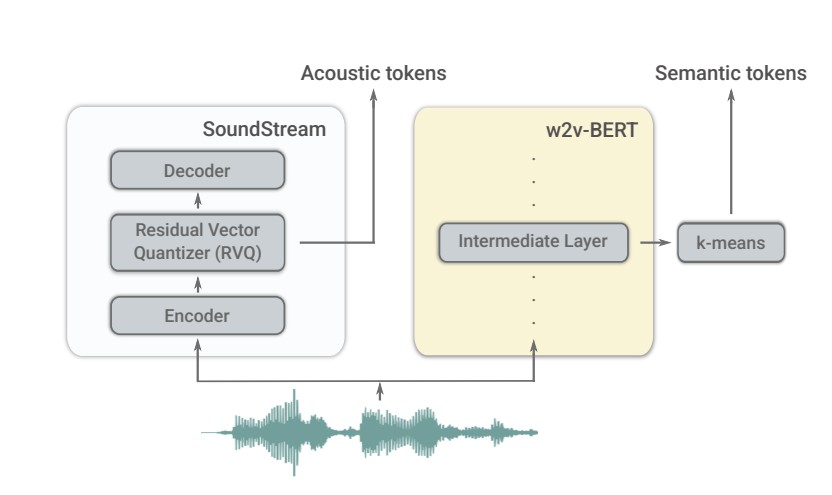 Acoustic tokens
Semantic tokens
SoundStream
w2v-BERT
Decoder
Residual Vector
Quantizer (RVQ)
Intermediate Layer
k-means
Encoder